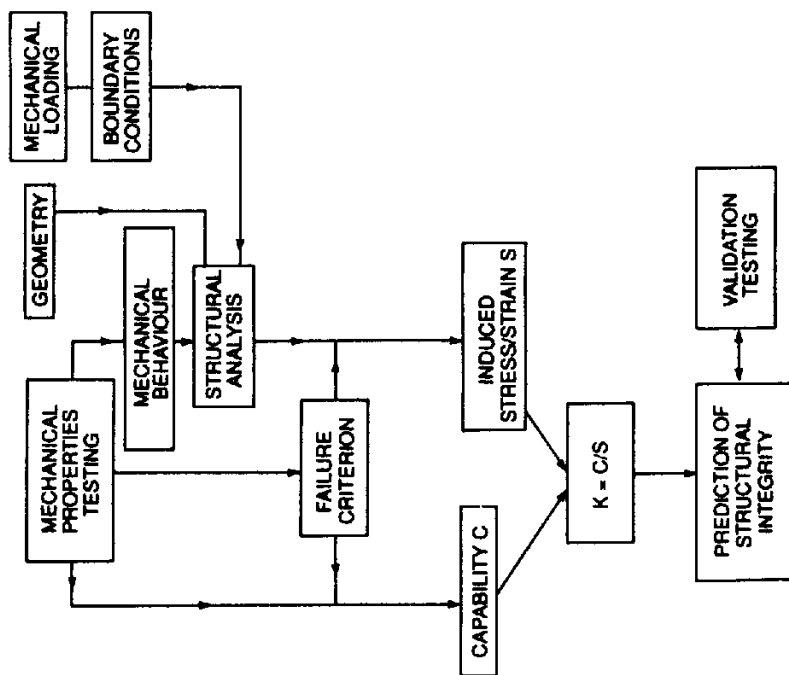 MECHANICAL
PROPERTIES
TESTING
GEOMETRY
MECHANICAL
LOADING
BOUNDARY
CONDITIONS
MECHANICAL
BEHAVIOUR
STRUCTURAL
ANALYSIS
FAILURE
CRITERION
CAPABILITY C
INDUCED
STRESS/STRAIN S
K = C/S
PREDICTION OF
STRUCTURAL
INTEGRITY
VALIDATION
TESTING